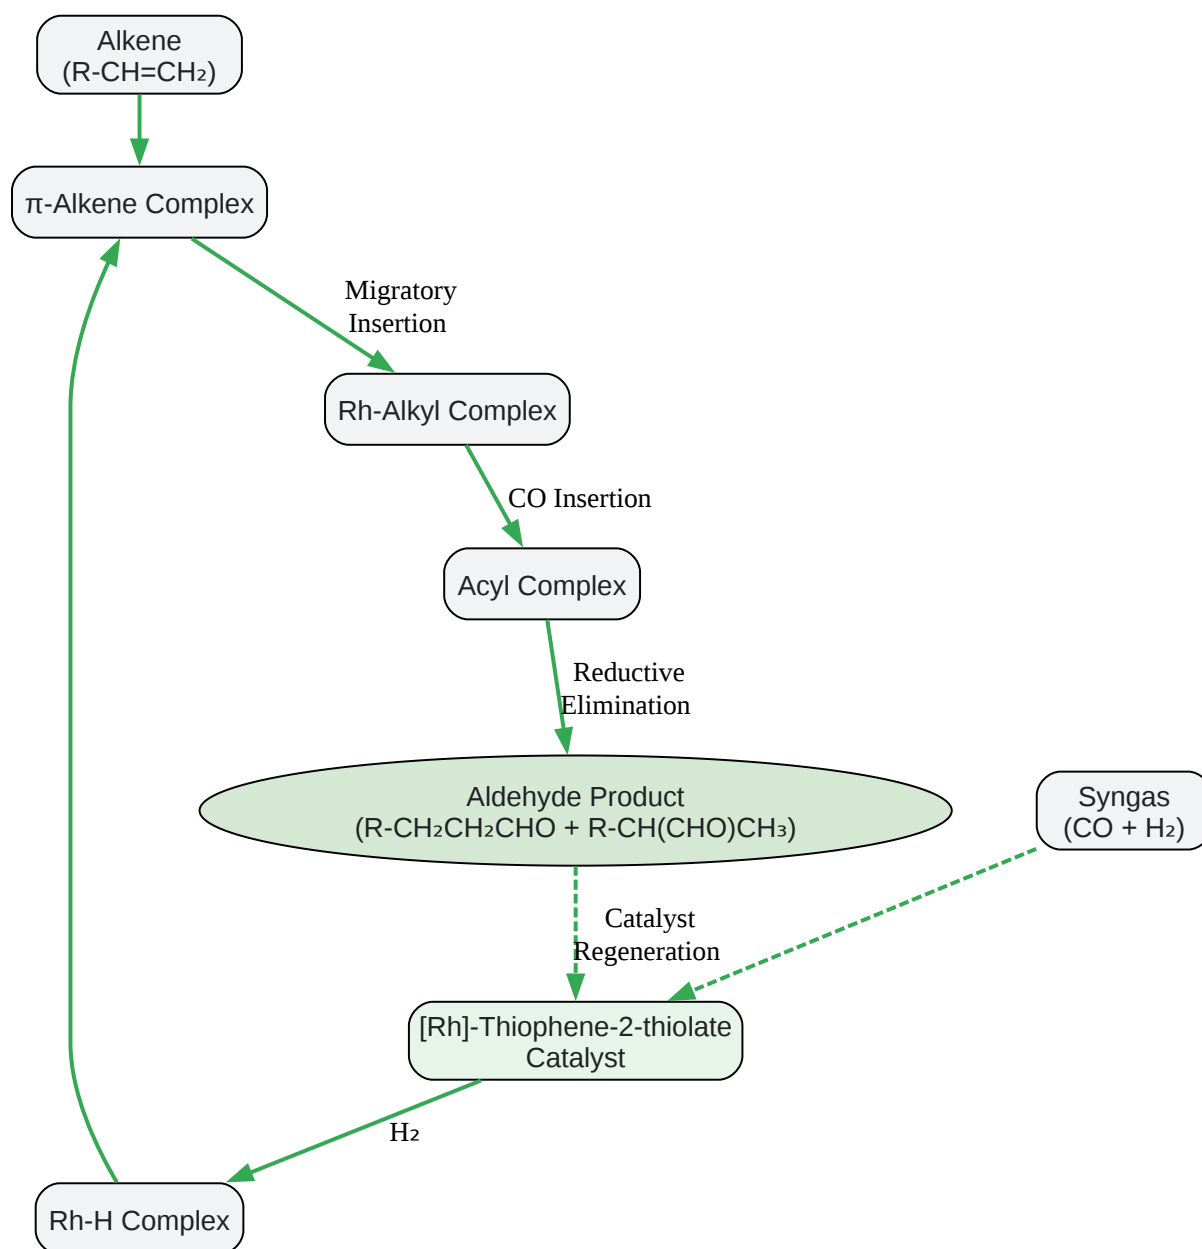 Alkene
(R-CH=CH₂)
π-Alkene Complex
Migratory
Insertion
Rh-Alkyl Complex
CO Insertion
Acyl Complex
Reductive
Elimination
Aldehyde Product
(R-CH₂CH₂CHO + R-CH(CHO)CH₃)
Syngas
(CO + H₂)
Catalyst
Regeneration
[Rh]-Thiophene-2-thiolate
Catalyst
H₂
Rh-H Complex